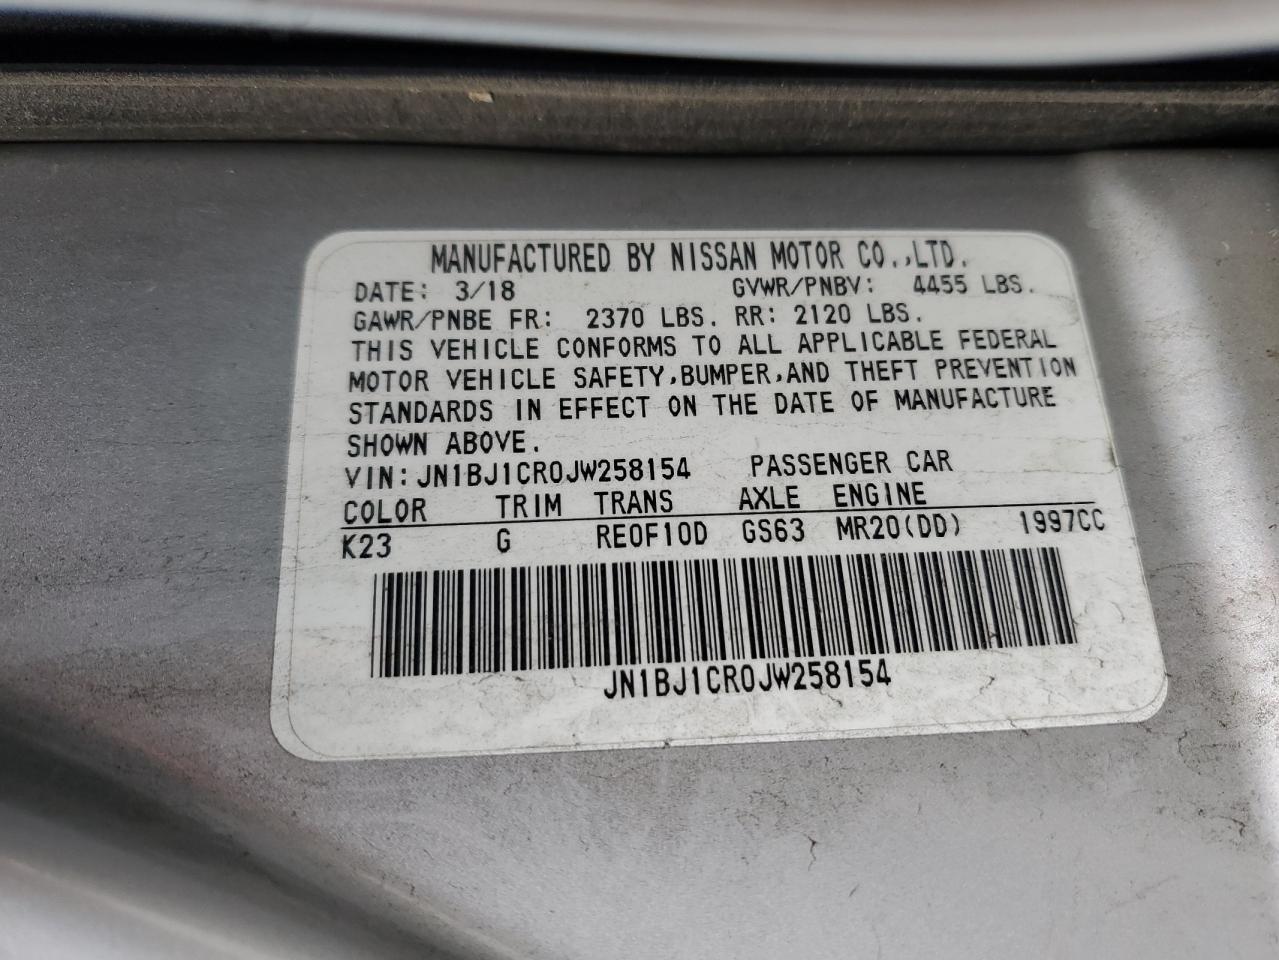 MANUFACTURED BY NISSAN MOTOR CO.,LTD.
DATE: 3/18 GVWR/PNBV: 4455 LBS.
GAWR/PNBE FR: 2370 LBS. RR: 2120 LBS.
THIS VEHICLE CONFORMS TO ALL APPLICABLE FEDERAL
MOTOR VEHICLE SAFETY,BUMPER,AND THEFT PREVENTION
STANDARDS IN EFFECT ON THE DATE OF MANUFACTURE
SHOWN ABOVE.
VIN:JN1BJ1CR0JW258154 PASSENGER CAR
COLOR TRIM TRANS AXLE ENGINE
K23 G RE0F10D GS63 MR20(DD) 1997CC
JN1BJ1CR0JW258154